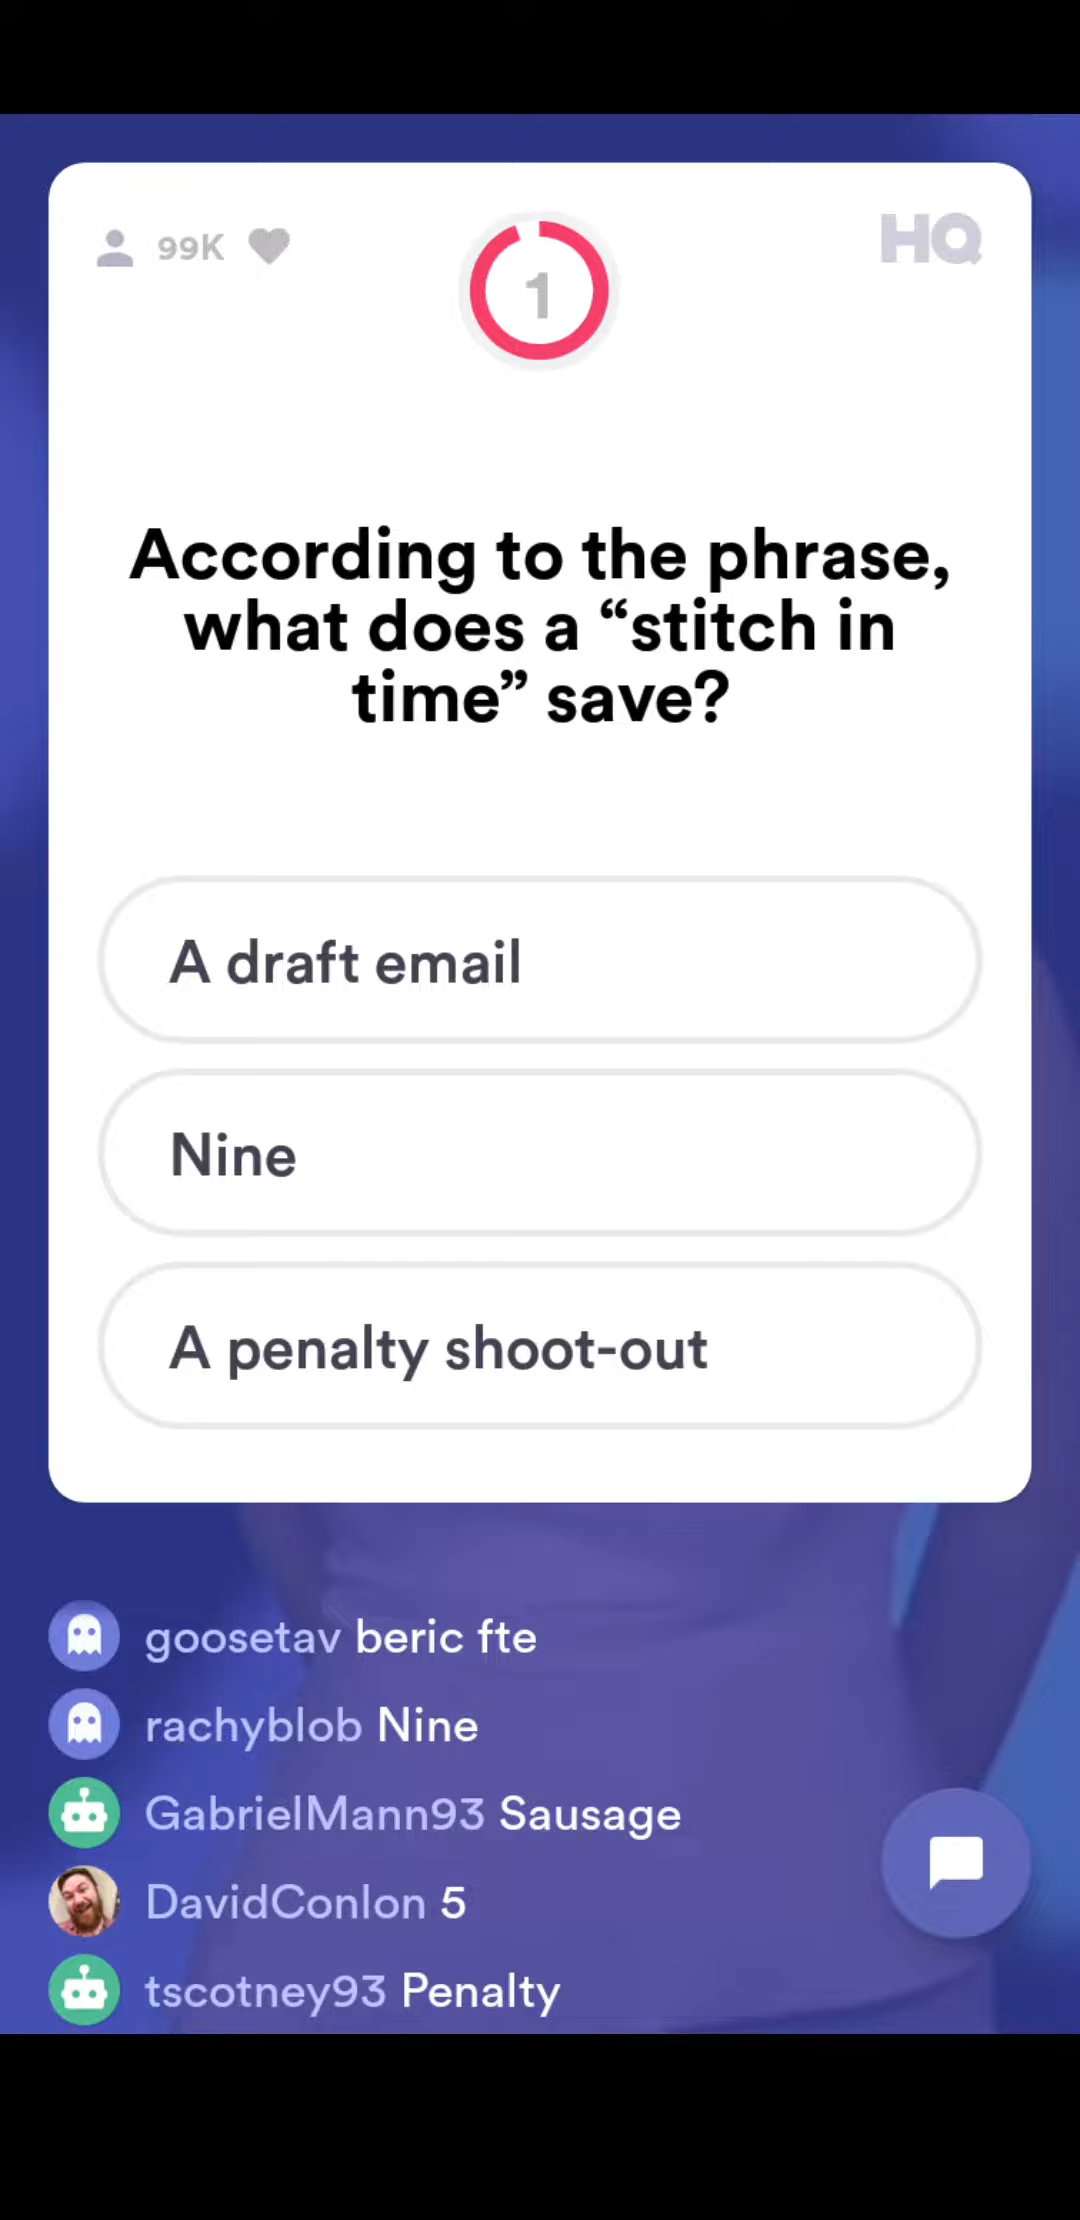 99K
HQ
1
According to the phrase,
what does a “stitch in
time” save?
A draft email
Nine
A penalty shoot-out
goosetav beric fte
rachyblob Nine
GabrielMann93 Sausage
DavidConlon 5
tscotney93 Penalty